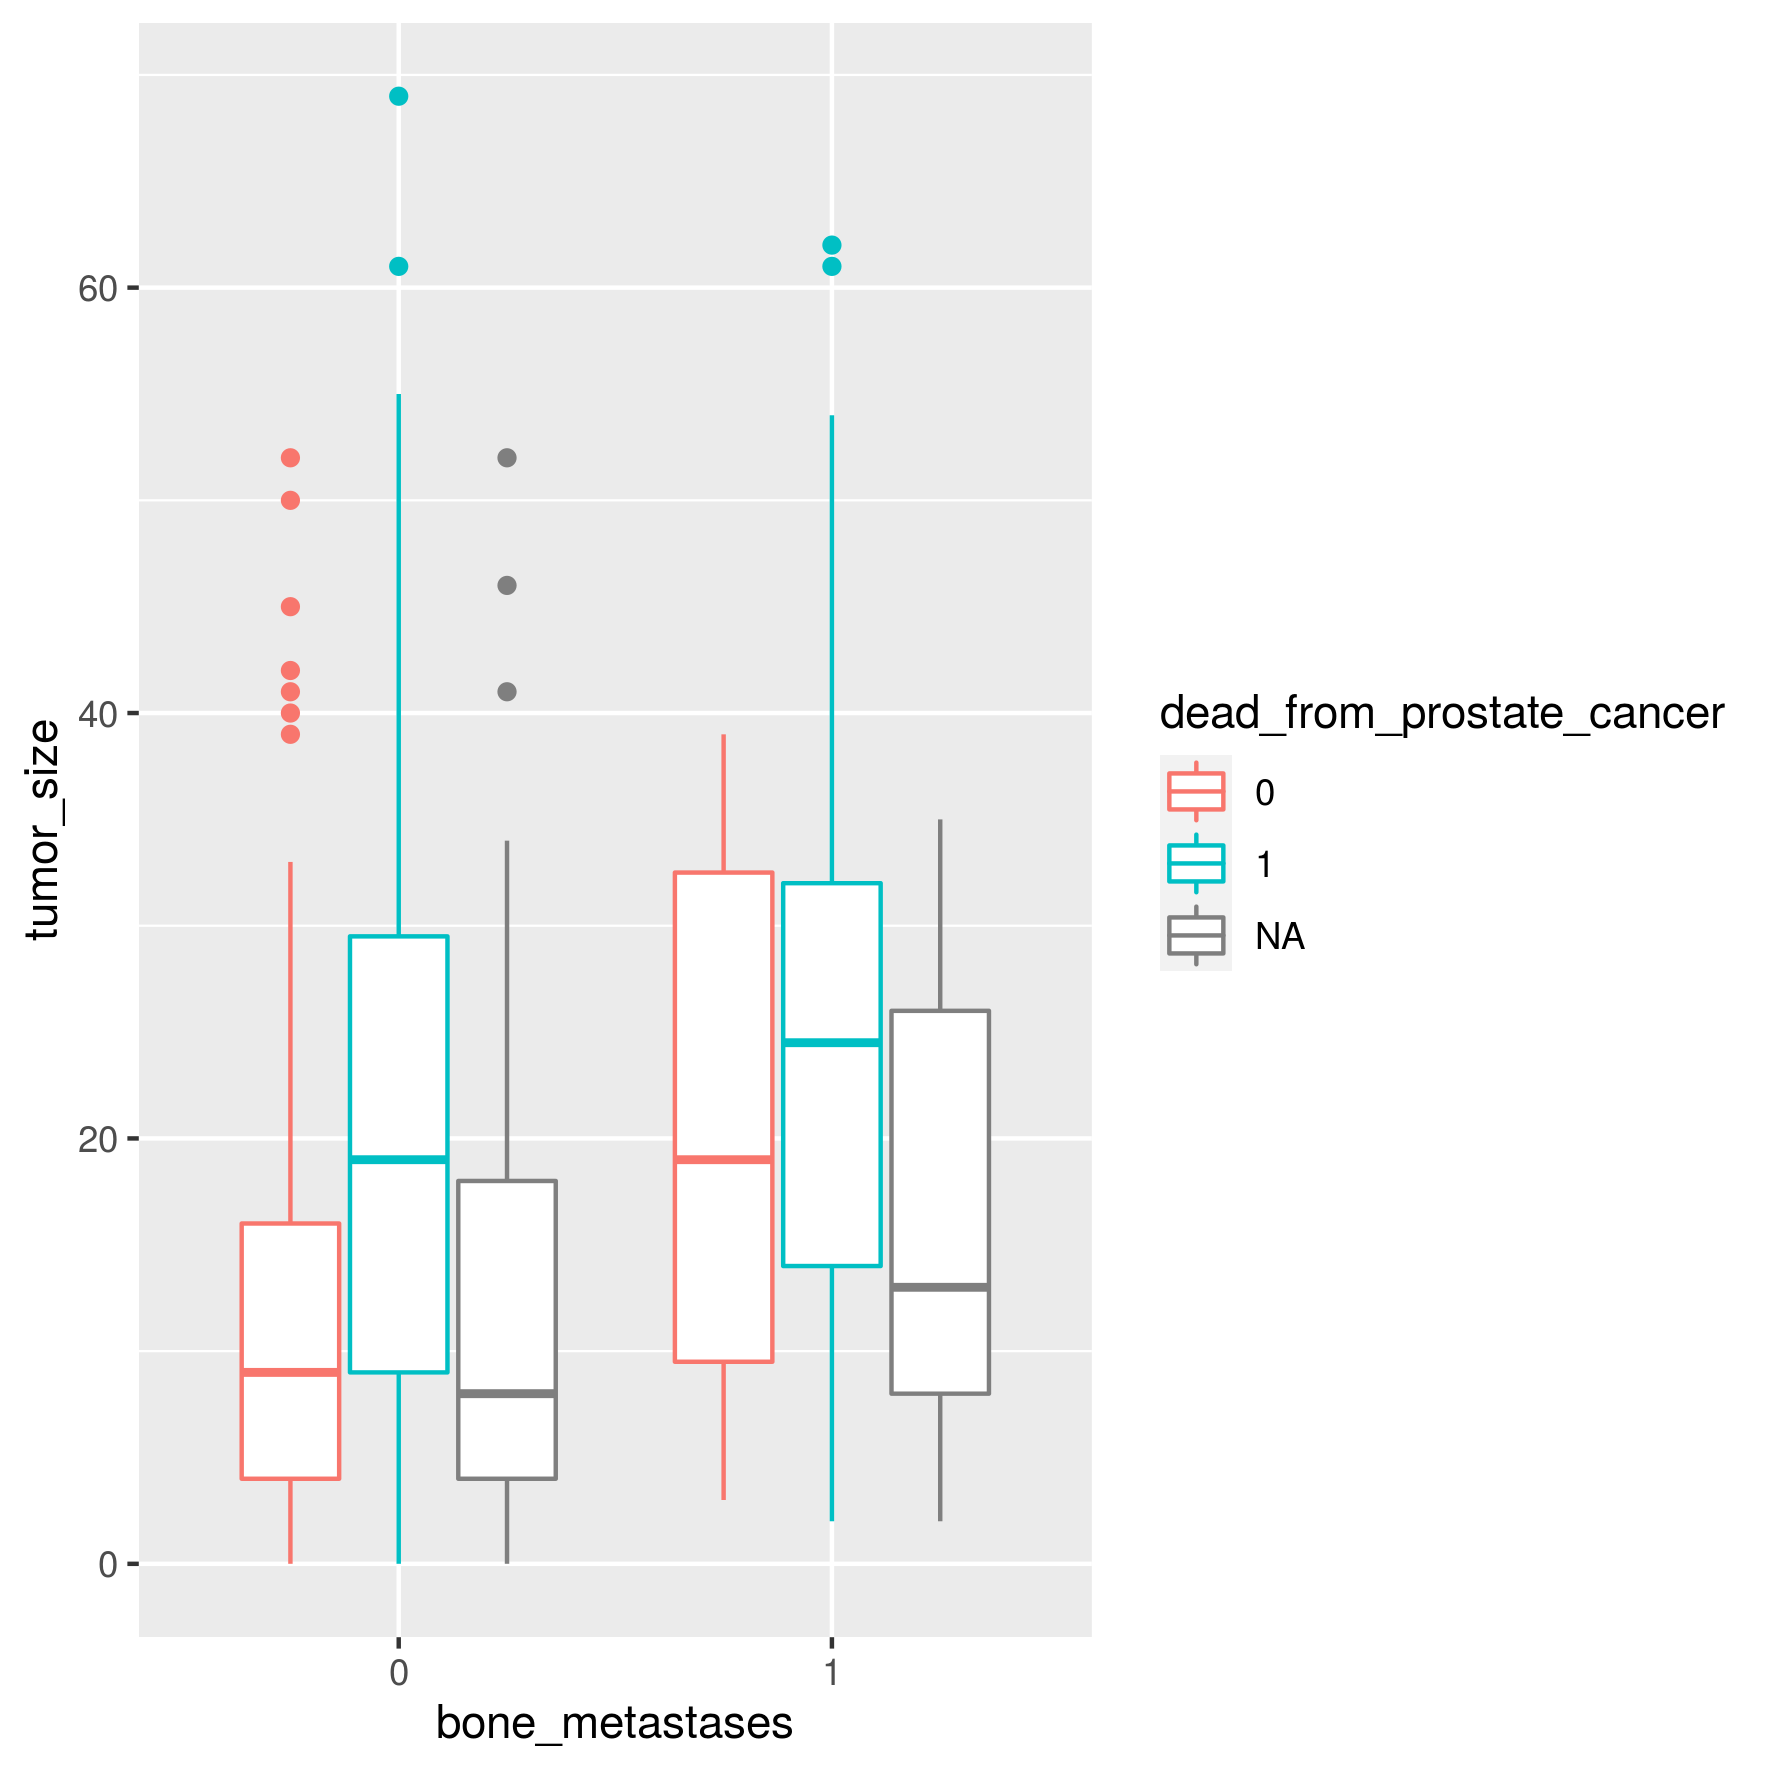 tumor_size
60
40
20
0
0 1
bone_metastases
dead_from_prostate_cancer
0
1
NA